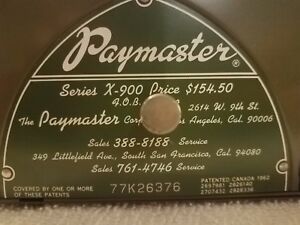 Paymaster®
Series X-900 Price $154.50
F.O.B. 2614 W. 9th St.
The Paymaster Corp Los Angeles, Cal. 90006
Sales 388-8188 Service
349 Littlefield Ave., South San Francisco, Cal. 94080
Sales 761-4746 Service
COVERED BY ONE OR MORE
OF THESE PATENTS
77K26376
PATENTED CANADA 1962
2697981 2826140
2707432 2828336